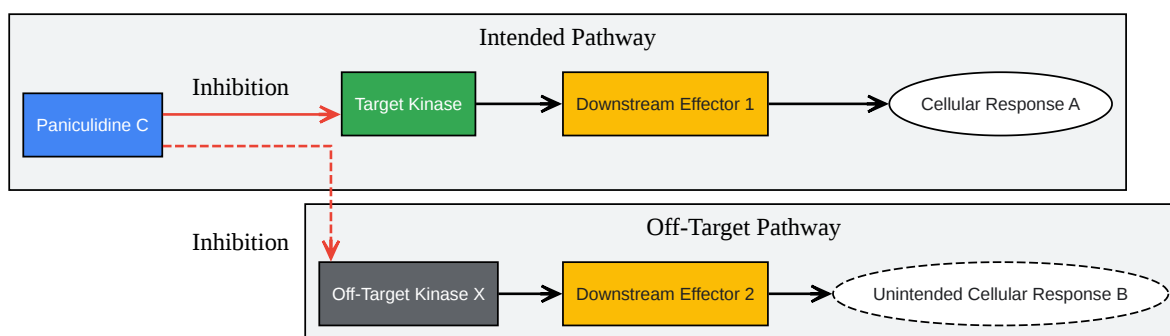 Intended Pathway
Inhibition
Paniculidine C
Target Kinase
Downstream Effector 1
Cellular Response A
Off-Target Pathway
Inhibition
Off-Target Kinase X
Downstream Effector 2
Unintended Cellular Response B